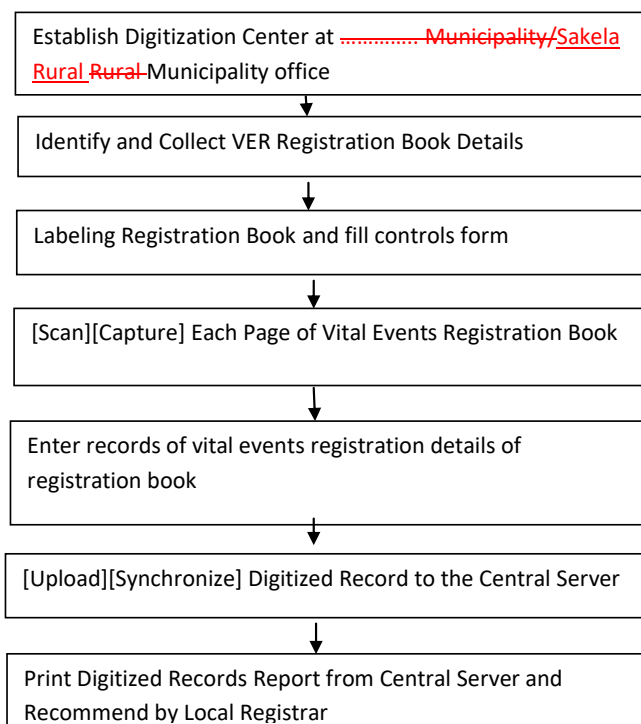 Establish Digitization Center at .............. Municipality/Sakela
Rural Rural Municipality office
Identify and Collect VER Registration Book Details
Labeling Registration Book and fill controls form
[Scan][Capture] Each Page of Vital Events Registration Book
Enter records of vital events registration details of
registration book
[Upload][Synchronize] Digitized Record to the Central Server
Print Digitized Records Report from Central Server and
Recommend by Local Registrar